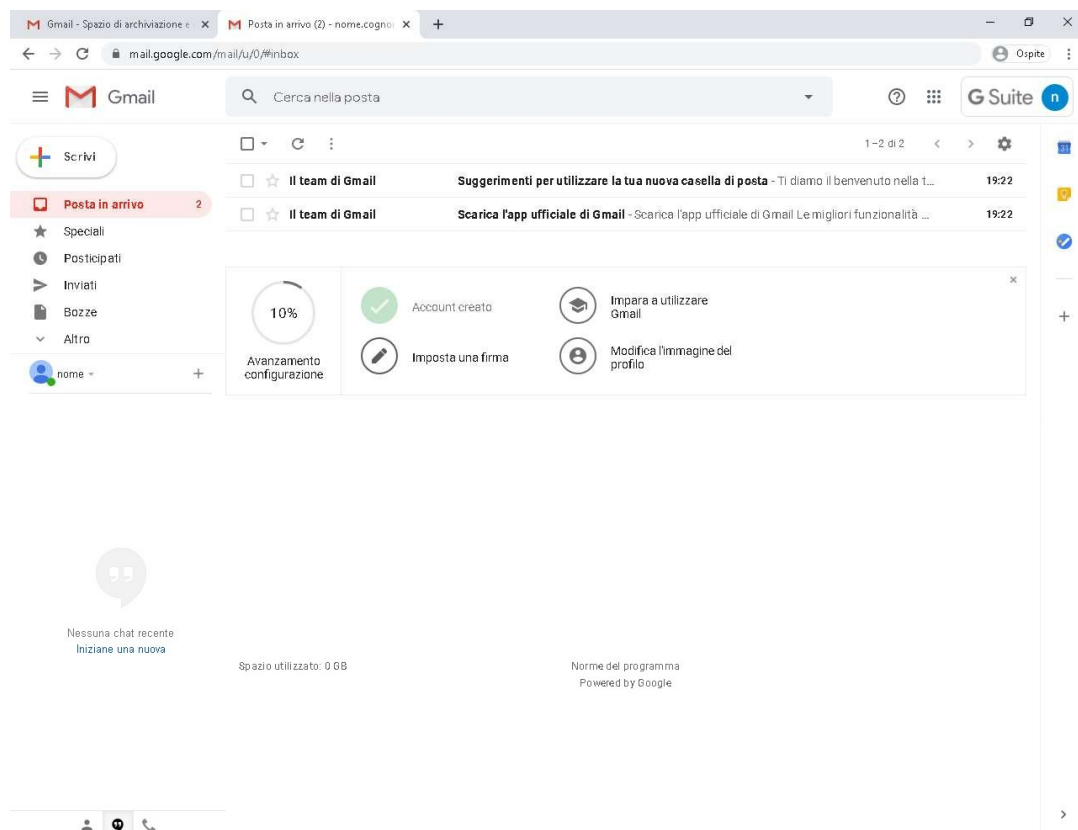 Gmail - Spazio di archiviazione e
Posta in arrivo (2) - nome.cogno
mail.google.com/mail/u/0/#inbox
Ospite
Gmail
Cerca nella posta
G Suite
n
Scrivi
1–2 di 2
31
Il team di Gmail Suggerimenti per utilizzare la tua nuova casella di posta - Ti diamo il benvenuto nella t... 19:22
Posta in arrivo 2
Il team di Gmail Scarica l'app ufficiale di Gmail - Scarica l'app ufficiale di Gmail Le migliori funzionalità ... 19:22
Speciali
Posticipati
Inviati
Bozze
Altro
nome
10%
Avanzamento
configurazione
Account creato
Imposta una firma
Impara a utilizzare
Gmail
Modifica l'immagine del
profilo
Nessuna chat recente
Iniziane una nuova
Spazio utilizzato: 0 GB
Norme del programma
Powered by Google